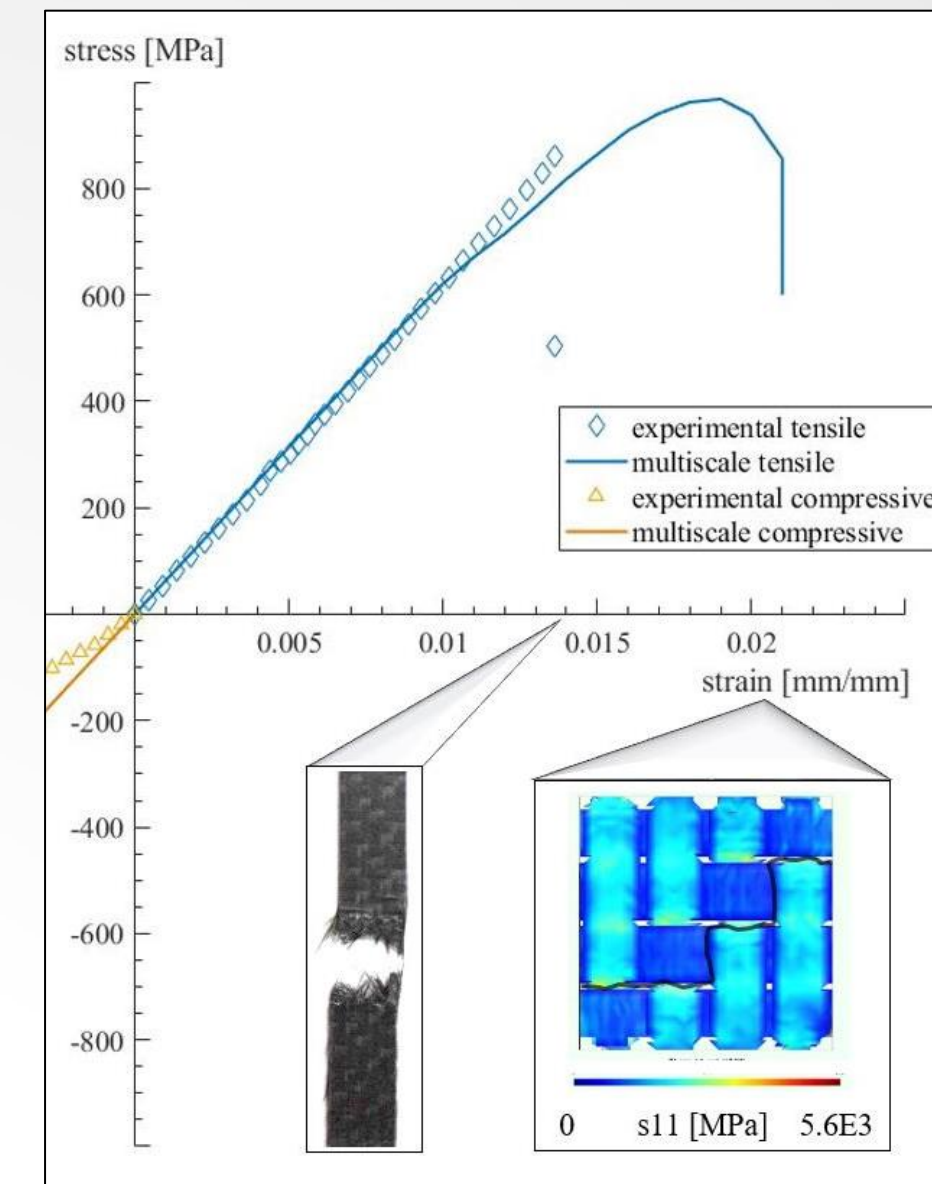 stress [MPa]
800
600
400
200
0.005
0.01
0.015
0.02
strain [mm/mm]
experimental tensile
multiscale tensile
experimental compressive
multiscale compressive
-200
-400
-600
-800
0 s11 [MPa] 5.6E3